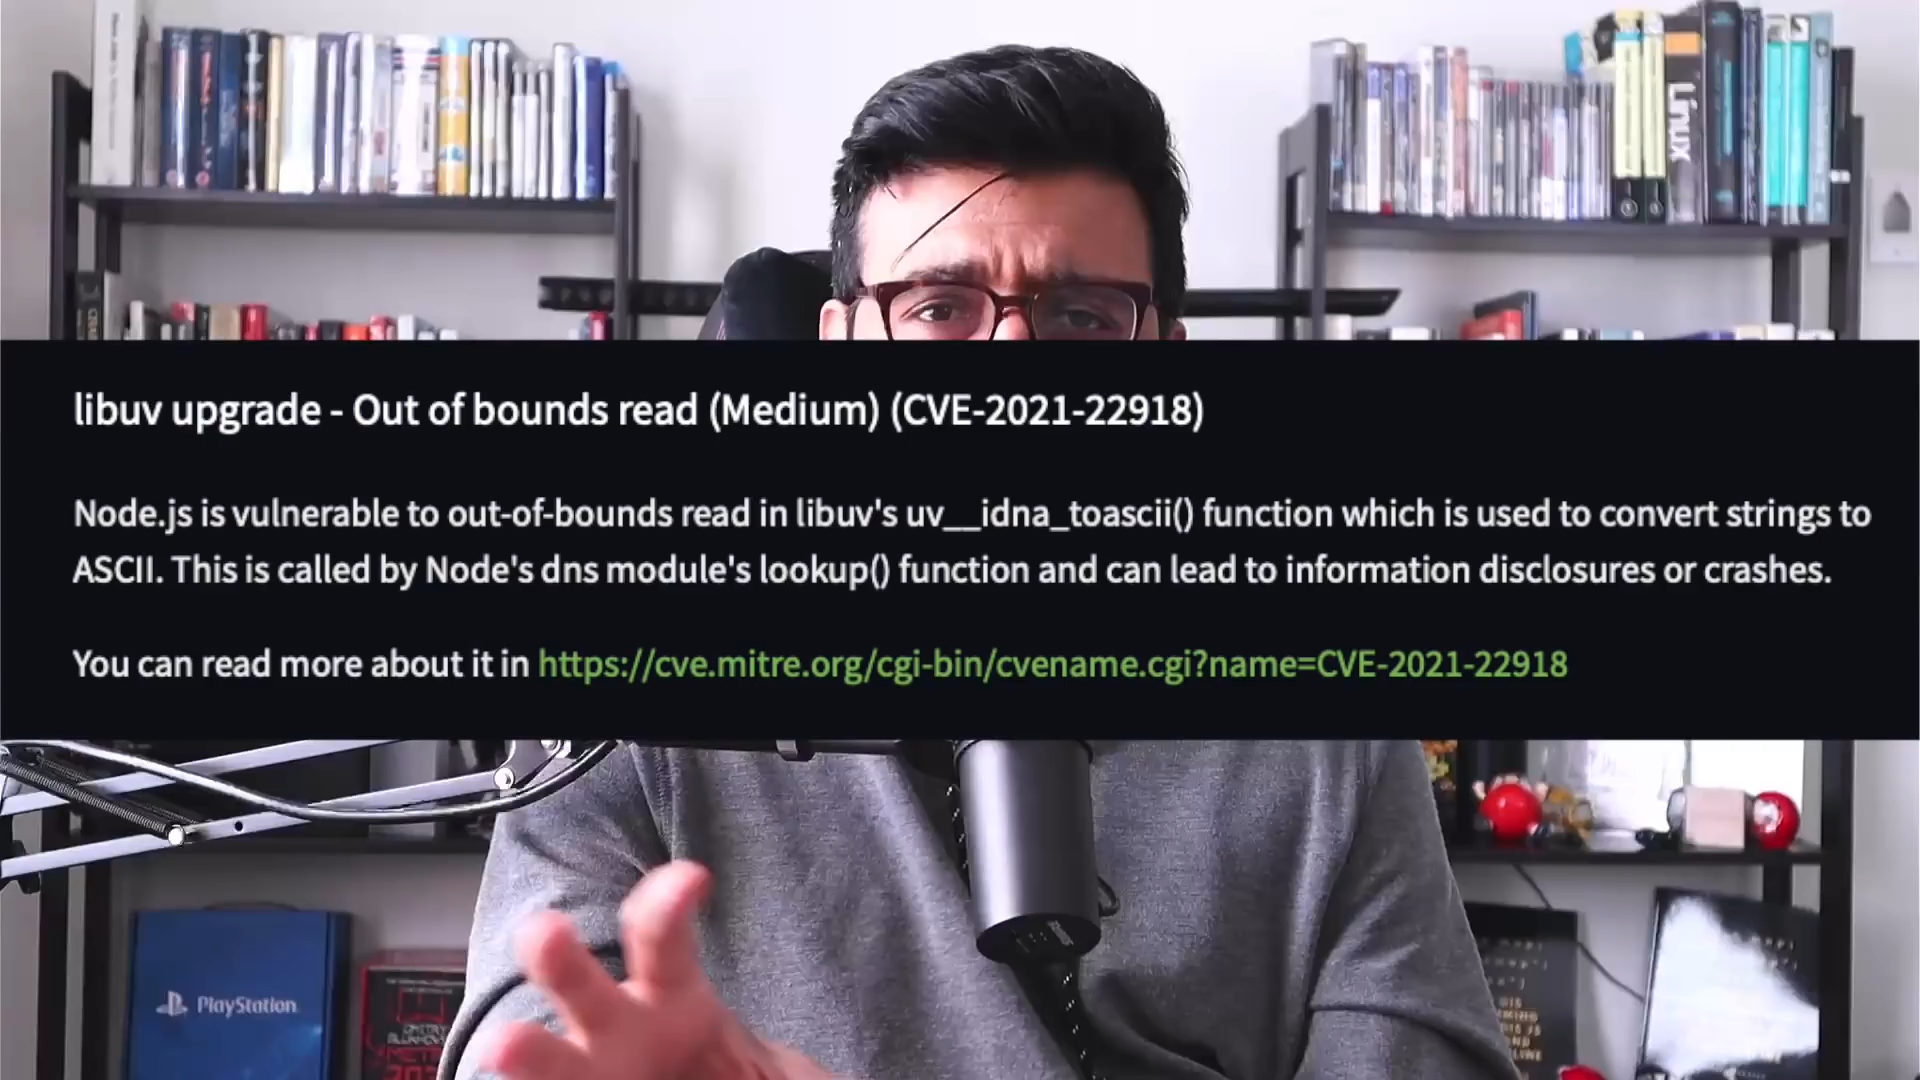 Linux
libuv upgrade - Out of bounds read (Medium) (CVE-2021-22918)
Node.js is vulnerable to out-of-bounds read in libuv's uv__idna_toascii() function which is used to convert strings to
ASCII. This is called by Node's dns module's lookup() function and can lead to information disclosures or crashes.
You can read more about it in https://cve.mitre.org/cgi-bin/cvename.cgi?name=CVE-2021-22918
PlayStation